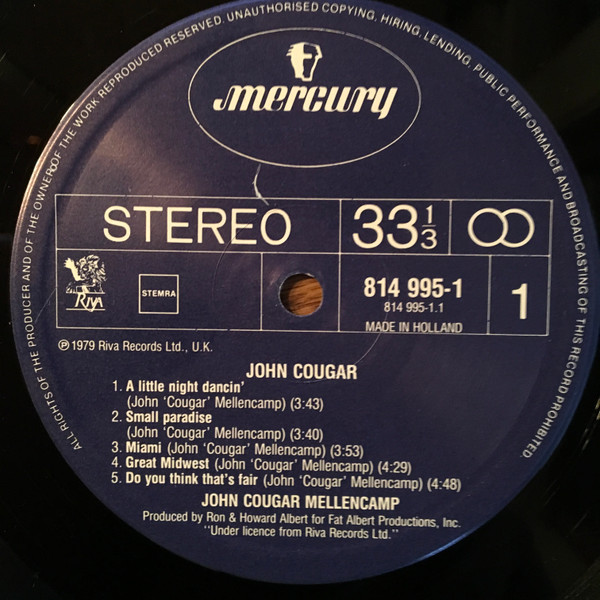 ALL RIGHTS OF THE PRODUCER AND OF THE OWNER OF THE WORK REPRODUCED RESERVED. UNAUTHORISED COPYING, HIRING, LENDING, PUBLIC PERFORMANCE AND BROADCASTING OF THIS RECORD PROHIBITED.
mercury
STEREO
33 1/3
Riva
STEMRA
814 995-1
814 995-1.1
MADE IN HOLLAND
1
℗ 1979 Riva Records Ltd., U.K.
JOHN COUGAR
1. A little night dancin'
(John 'Cougar' Mellencamp) (3:43)
2. Small paradise
(John 'Cougar' Mellencamp) (3:40)
3. Miami (John 'Cougar' Mellencamp) (3:53)
4. Great Midwest (John 'Cougar' Mellencamp) (4:29)
5. Do you think that's fair (John 'Cougar' Mellencamp) (4:48)
JOHN COUGAR MELLENCAMP
Produced by Ron & Howard Albert for Fat Albert Productions, Inc.
"Under licence from Riva Records Ltd."